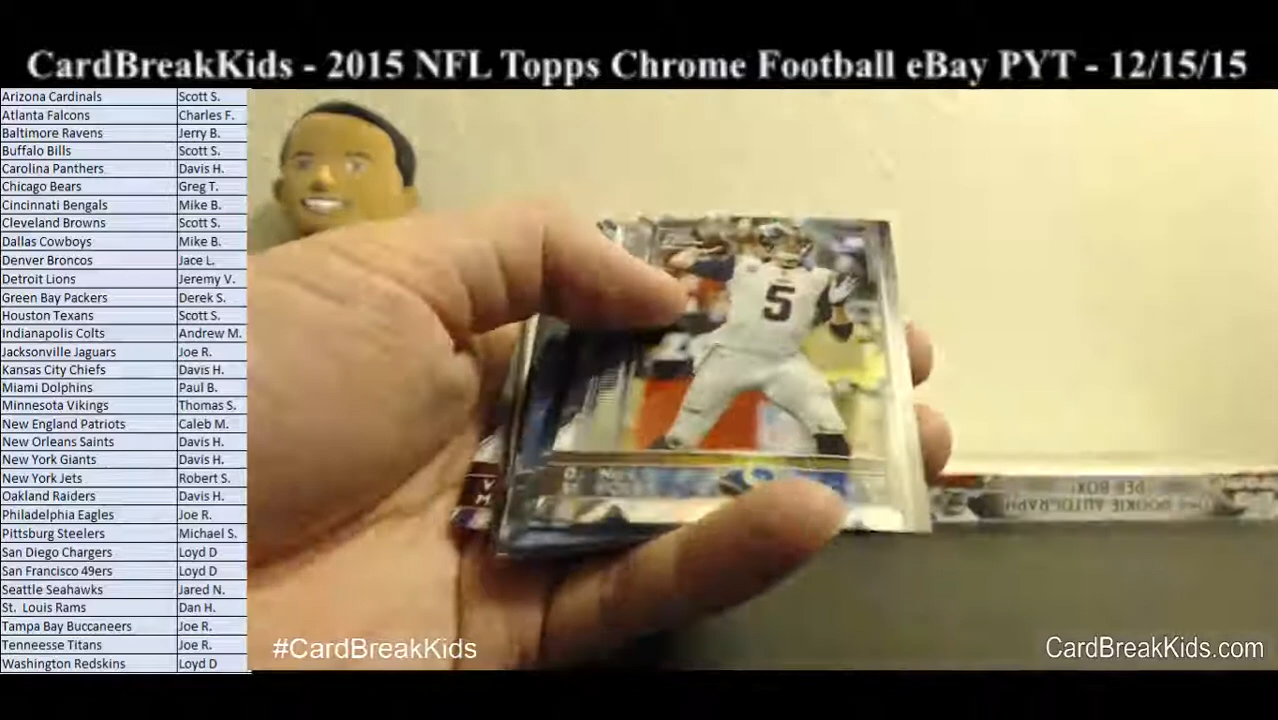 CardBreakKids - 2015 NFL Topps Chrome Football eBay PYT - 12/15/15
Arizona Cardinals Scott S.
Atlanta Falcons Charles F.
Baltimore Ravens Jerry B.
Buffalo Bills Scott S.
Carolina Panthers Davis H.
Chicago Bears Greg T.
Cincinnati Bengals Mike B.
Cleveland Browns Scott S.
Dallas Cowboys Mike B.
Denver Broncos Jace L.
Detroit Lions Jeremy V.
Green Bay Packers Derek S.
Houston Texans Scott S.
Indianapolis Colts Andrew M.
Jacksonville Jaguars Joe R.
Kansas City Chiefs Davis H.
Miami Dolphins Paul B.
Minnesota Vikings Thomas S.
New England Patriots Caleb M.
New Orleans Saints Davis H.
New York Giants Davis H.
New York Jets Robert S.
Oakland Raiders Davis H.
Philadelphia Eagles Joe R.
Pittsburg Steelers Michael S.
San Diego Chargers Loyd D
San Francisco 49ers Loyd D
Seattle Seahawks Jared N.
St. Louis Rams Dan H.
Tampa Bay Buccaneers Joe R.
Tenneesse Titans Joe R.
Washington Redskins Loyd D
5
ROOKIE AUTOGRAPH
PER BOX!
#CardBreakKids
CardBreakKids.com